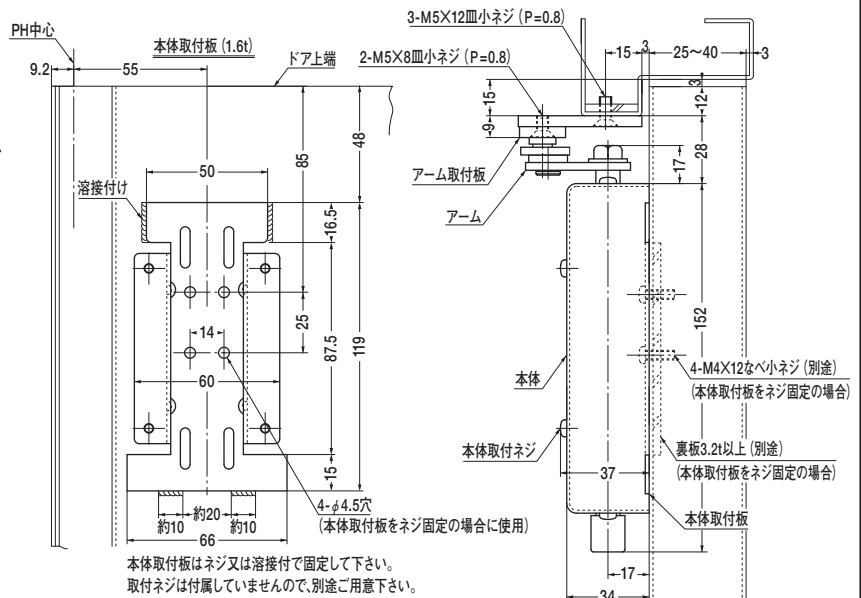 PH中心
9.2
55
本体取付板 (1.6t)
ドア上端
48
85
溶接付け
50
16.5
25
14
87.5
119
60
15
約10
約20
約10
66
4-φ4.5穴
(本体取付板をネジ固定の場合に使用)
本体取付板はネジ又は溶接付で固定して下さい。
取付ネジは付属していませんので、別途ご用意下さい。
3-M5×12皿小ネジ (P=0.8)
2-M5×8皿小ネジ (P=0.8)
15
3
25〜40
3
3
12
15
9
28
17
アーム取付板
アーム
152
本体
本体取付ネジ
4-M4×12なべ小ネジ (別途)
(本体取付板をネジ固定の場合)
裏板3.2t以上 (別途)
(本体取付板をネジ固定の場合)
37
本体取付板
17
34